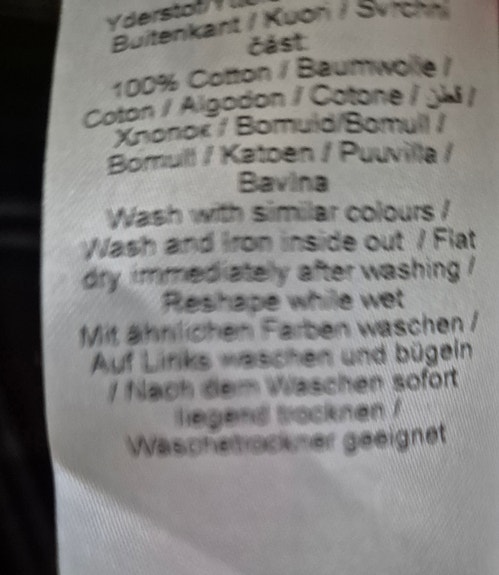 Yderstof/
Buitenkant / Kuori / Svrchní
část:
100% Cotton / Baumwolle /
Coton / Algodon / Cotone / قطن /
Хлопок / Bomuld/Bomull /
Bomull / Katoen / Puuvilla /
Bavlna
Wash with similar colours /
Wash and iron inside out / Flat
dry immediately after washing /
Reshape while wet
Mit ähnlichen Farben waschen /
Auf Links waschen und bügeln
/ Nach dem Waschen sofort
liegend trocknen /
Wäschetrockner geeignet